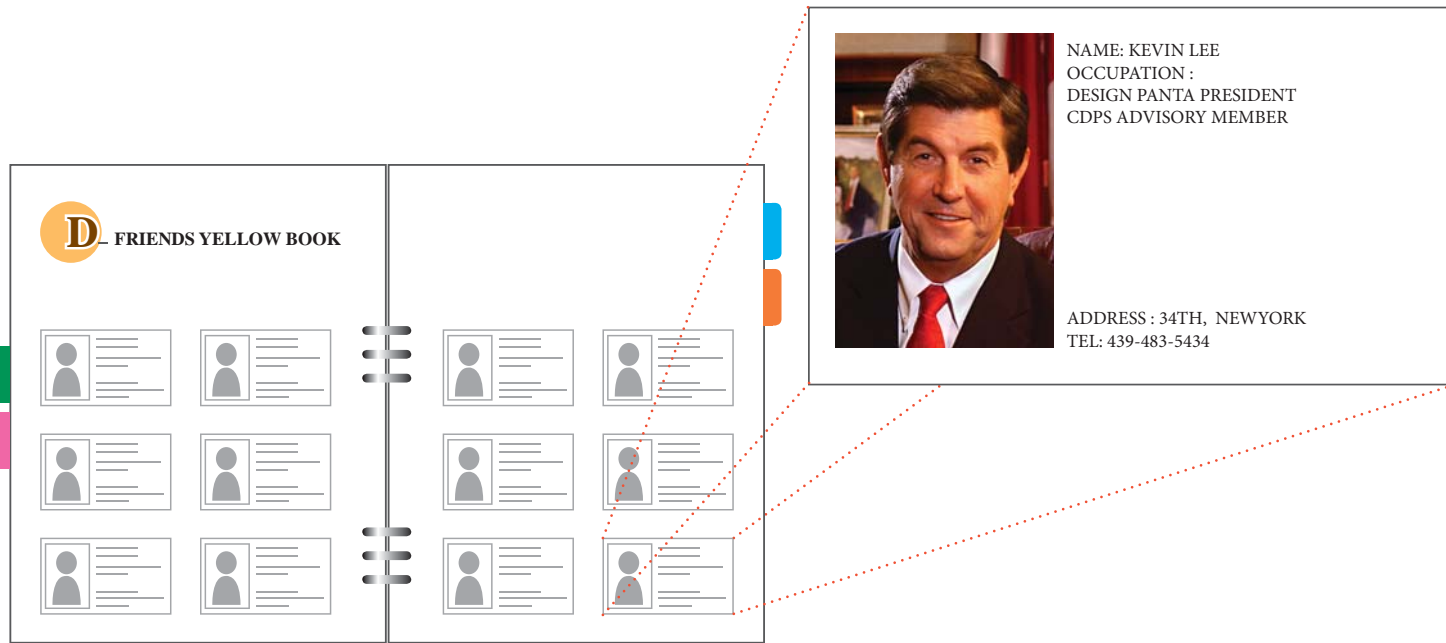 D_ FRIENDS YELLOW BOOK
NAME: KEVIN LEE
OCCUPATION :
DESIGN PANTA PRESIDENT
CDPS ADVISORY MEMBER
ADDRESS : 34TH, NEWYORK
TEL: 439-483-5434